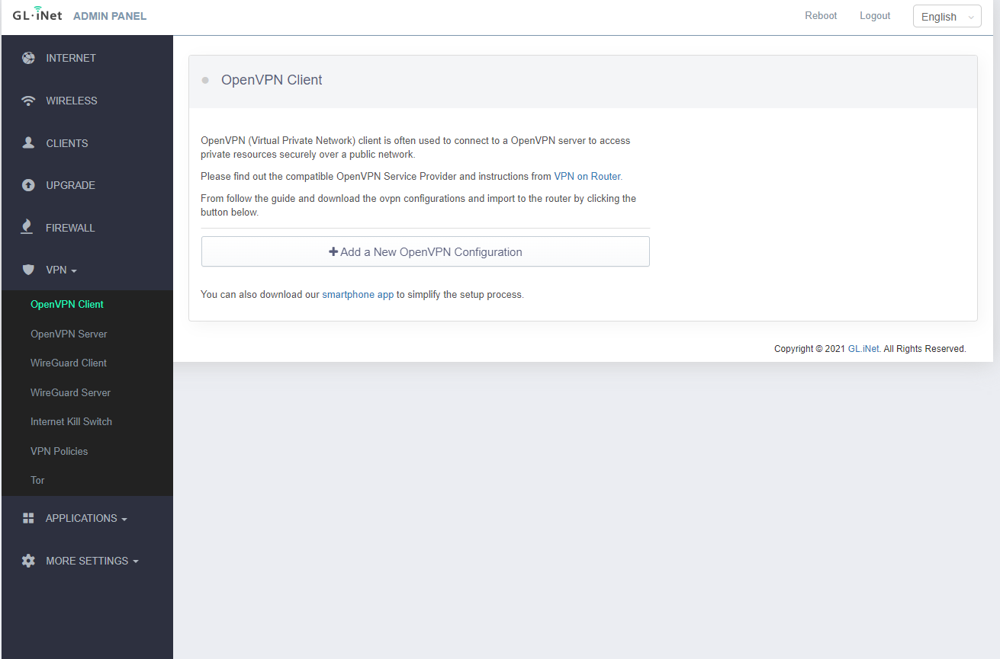 GL·iNet ADMIN PANEL
Reboot
Logout
English
INTERNET
WIRELESS
CLIENTS
UPGRADE
FIREWALL
VPN
OpenVPN Client
OpenVPN Server
WireGuard Client
WireGuard Server
Internet Kill Switch
VPN Policies
Tor
APPLICATIONS
MORE SETTINGS
OpenVPN Client
OpenVPN (Virtual Private Network) client is often used to connect to a OpenVPN server to access
private resources securely over a public network.
Please find out the compatible OpenVPN Service Provider and instructions from VPN on Router.
From follow the guide and download the ovpn configurations and import to the router by clicking the
button below.
Add a New OpenVPN Configuration
You can also download our smartphone app to simplify the setup process.
Copyright © 2021 GL.iNet. All Rights Reserved.